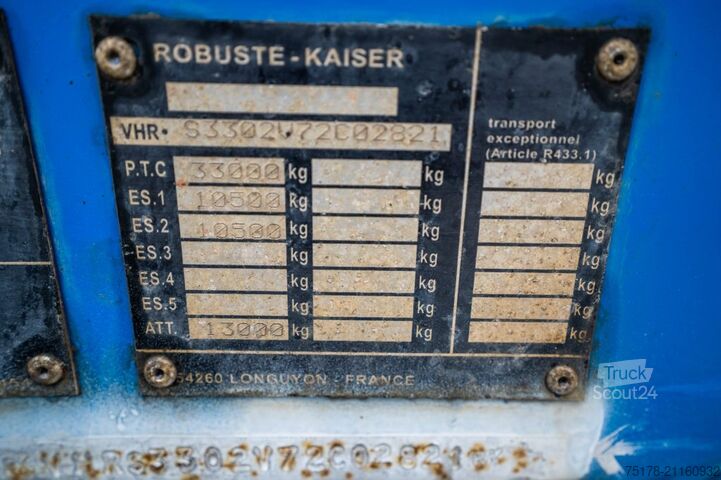 ROBUSTE - KAISER
VHR• S3302V72C02821
transport
exceptionnel
(Article R433.1)
P.T.C 33000 kg kg kg
ES.1 10500 kg kg kg
ES.2 10500 kg kg kg
ES.3 kg kg kg
ES.4 kg kg kg
ES.5 kg kg kg
ATT. 13000 kg kg kg
54260 LONGUYON - FRANCE
Truck
Scout24
VHRS3302V72C02821
75178-21160932